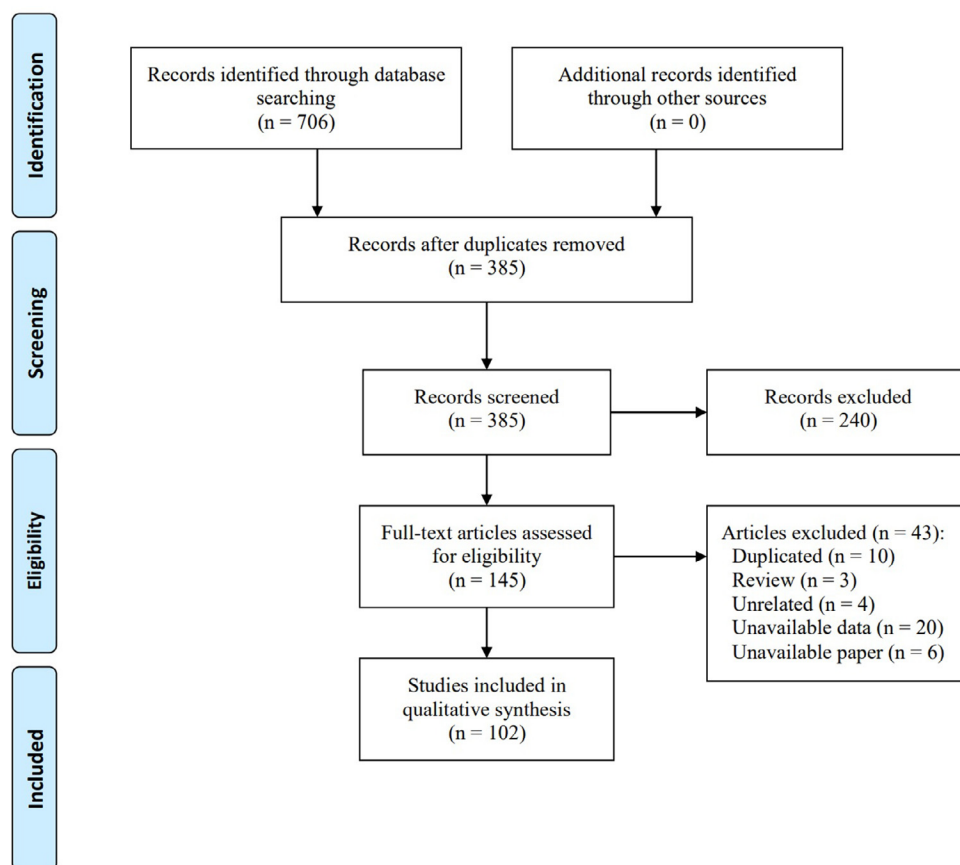 Identification
Records identified through database
searching
(n = 706)
Additional records identified
through other sources
(n = 0)
Screening
Records after duplicates removed
(n = 385)
Records screened
(n = 385)
Records excluded
(n = 240)
Eligibility
Full-text articles assessed
for eligibility
(n = 145)
Articles excluded (n = 43):
Duplicated (n = 10)
Review (n = 3)
Unrelated (n = 4)
Unavailable data (n = 20)
Unavailable paper (n = 6)
Included
Studies included in
qualitative synthesis
(n = 102)